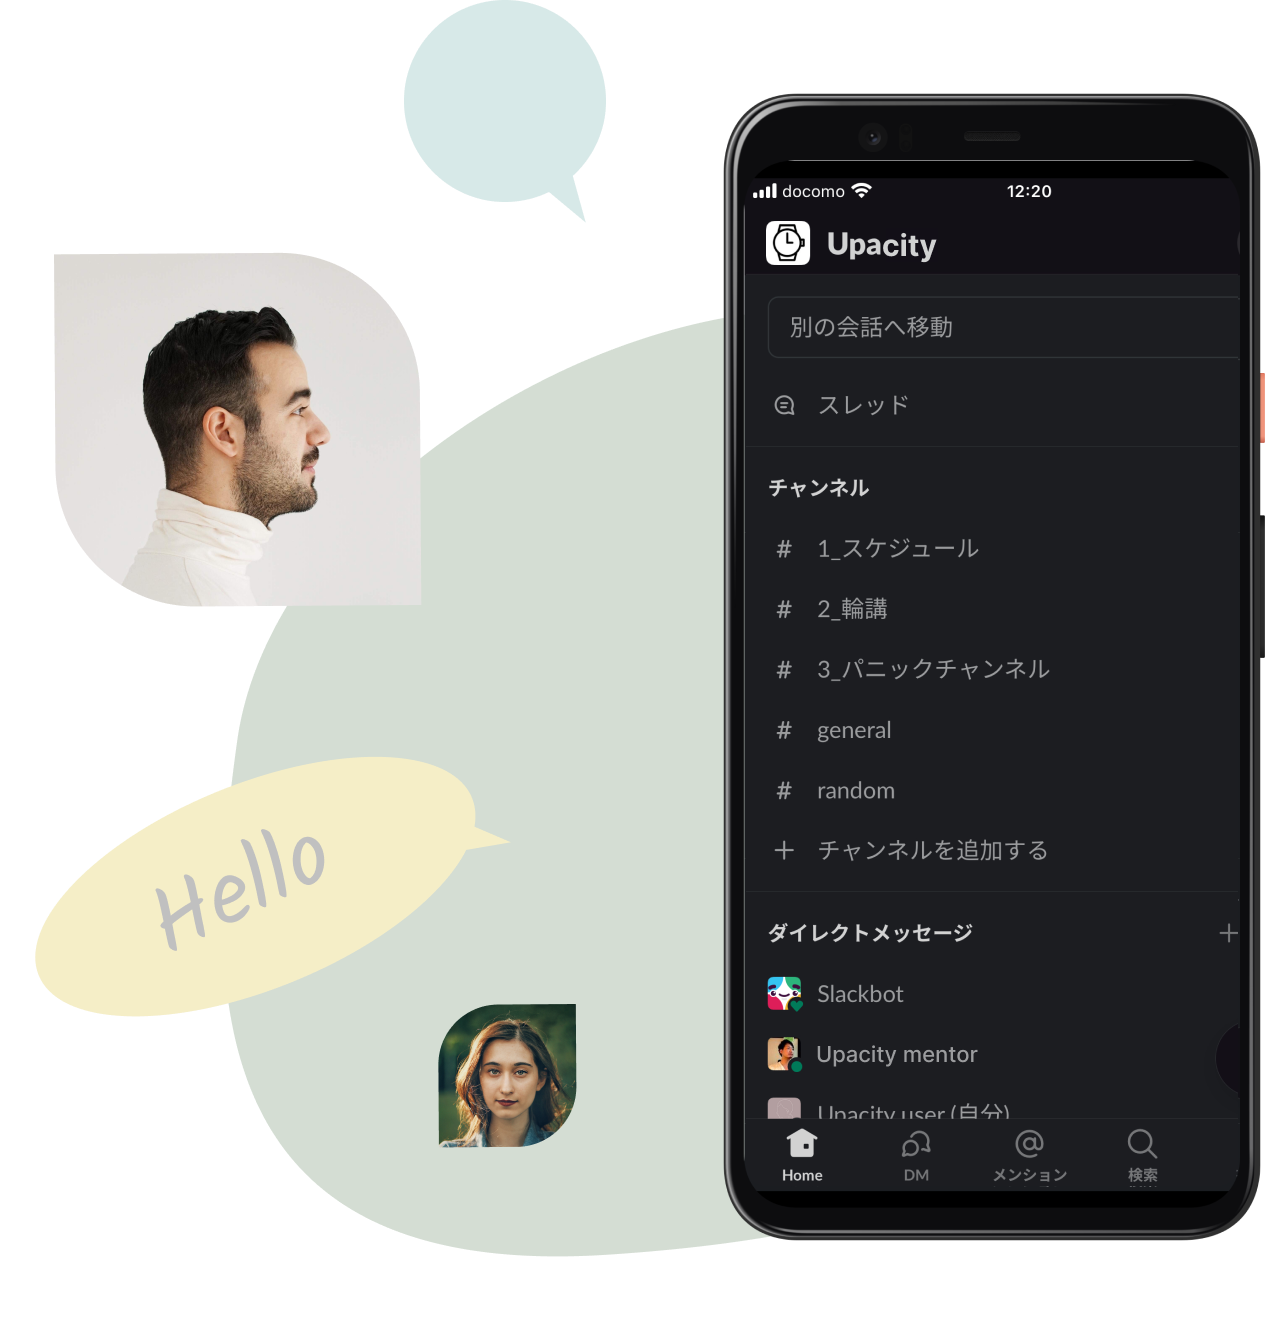 docomo 12:20
Upacity
別の会話へ移動
スレッド
チャンネル
# 1_スケジュール
# 2_輪講
# 3_パニックチャンネル
# general
# random
+ チャンネルを追加する
Hello
ダイレクトメッセージ +
Slackbot
Upacity mentor
Upacity user (自分)
Home DM メンション 検索